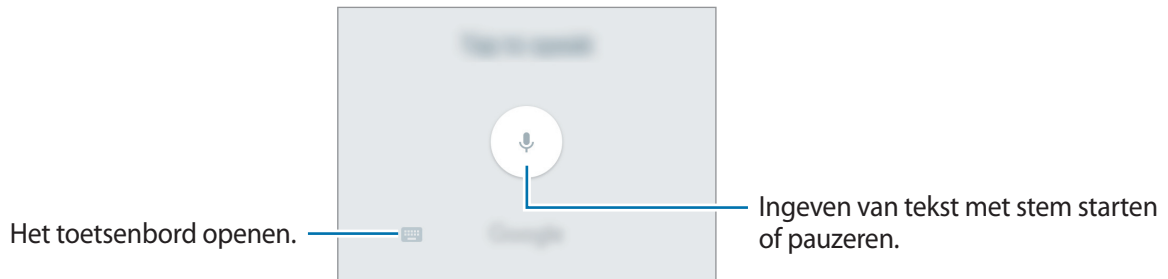 Het toetsenbord openen.
Ingeven van tekst met stem starten
of pauzeren.